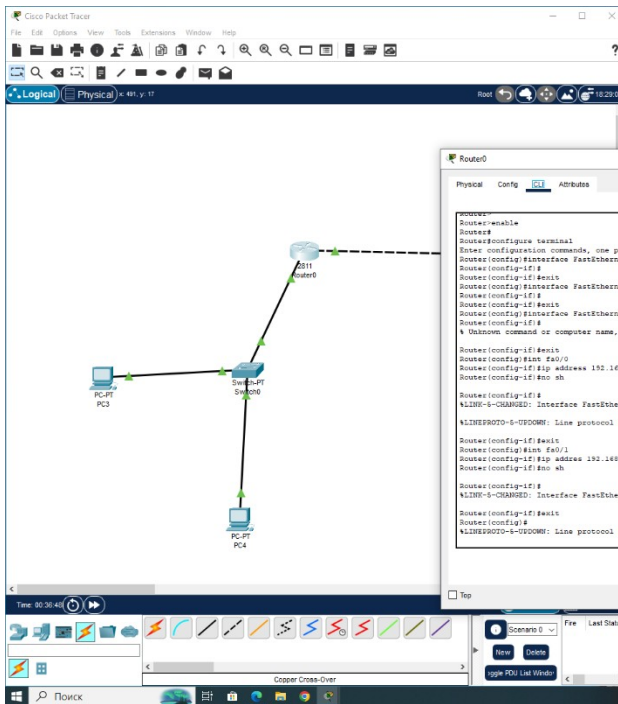 Cisco Packet Tracer
File Edit Options View Tools Extensions Window Help
?
Logical Physical x: 491, y: 17 Root 18:29:0
Router0
Physical Config CLI Attributes
Router>
Router>enable
Router#
Router#configure terminal
Enter configuration commands, one p
Router(config)#interface FastEthern
Router(config-if)#
Router(config-if)#exit
Router(config)#interface FastEthern
Router(config-if)#
Router(config-if)#exit
Router(config)#interface FastEthern
Router(config-if)#
% Unknown command or computer name,
Router(config-if)#exit
Router(config)#int fa0/0
Router(config-if)#ip address 192.16
Router(config-if)#no sh
Router(config-if)#
%LINK-5-CHANGED: Interface FastEthe
%LINEPROTO-5-UPDOWN: Line protocol
Router(config-if)#exit
Router(config)#int fa0/1
Router(config-if)#ip addres 192.168
Router(config-if)#no sh
Router(config-if)#
%LINK-5-CHANGED: Interface FastEthe
Router(config-if)#exit
Router(config)#
%LINEPROTO-5-UPDOWN: Line protocol
Top
2811
Router0
PC-PT
PC3
Switch-PT
Switch0
PC-PT
PC4
Time: 00:36:48
Scenario 0
Fire Last Statu
New Delete
oggle PDU List Windo
Copper Cross-Over
Поиск